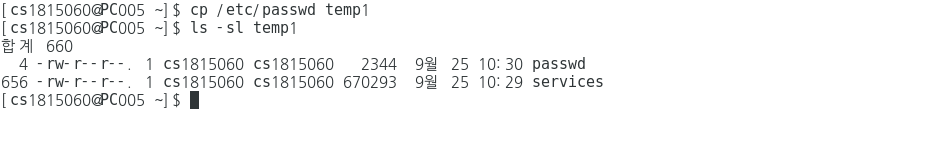 [cs1815060@PC005 ~]$ cp /etc/passwd temp1
[cs1815060@PC005 ~]$ ls -sl temp1
합계 660
  4 -rw-r--r--. 1 cs1815060 cs1815060   2344  9월  25 10:30 passwd
656 -rw-r--r--. 1 cs1815060 cs1815060 670293  9월  25 10:29 services
[cs1815060@PC005 ~]$